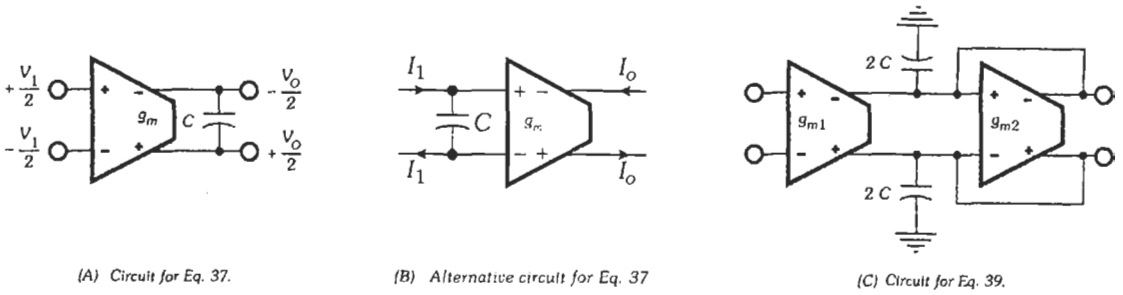 + V₁/2
- V₁/2
+ -
gₘ
- +
C
- Vₒ/2
+ Vₒ/2
I₁
I₁
C
+ -
gₘ
- +
Iₒ
Iₒ
2 C
+ -
gₘ₁
- +
2 C
+ -
gₘ₂
- +
(A) Circuit for Eq. 37.
(B) Alternative circuit for Eq. 37
(C) Circuit for Eq. 39.